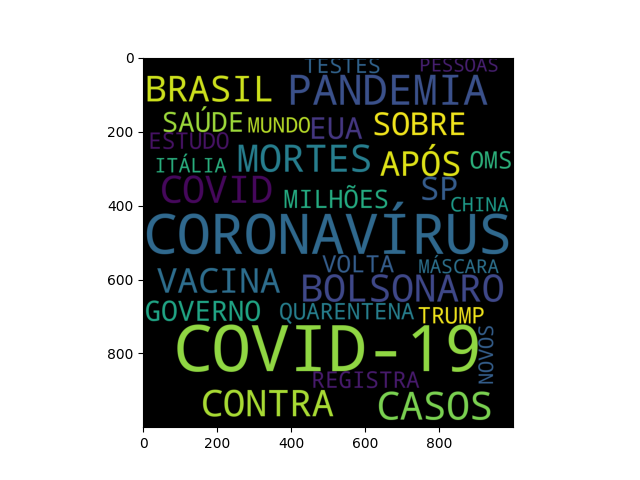 TESTES PESSOAS
BRASIL PANDEMIA
SAÚDE MUNDO EUA SOBRE
ESTUDO
ITÁLIA MORTES APÓS OMS
COVID MILHÕES SP CHINA
CORONAVÍRUS
VOLTA MÁSCARA
VACINA BOLSONARO
GOVERNO QUARENTENA TRUMP
COVID-19 NOVOS
REGISTRA
CONTRA CASOS
0
200
400
600
800
0 200 400 600 800